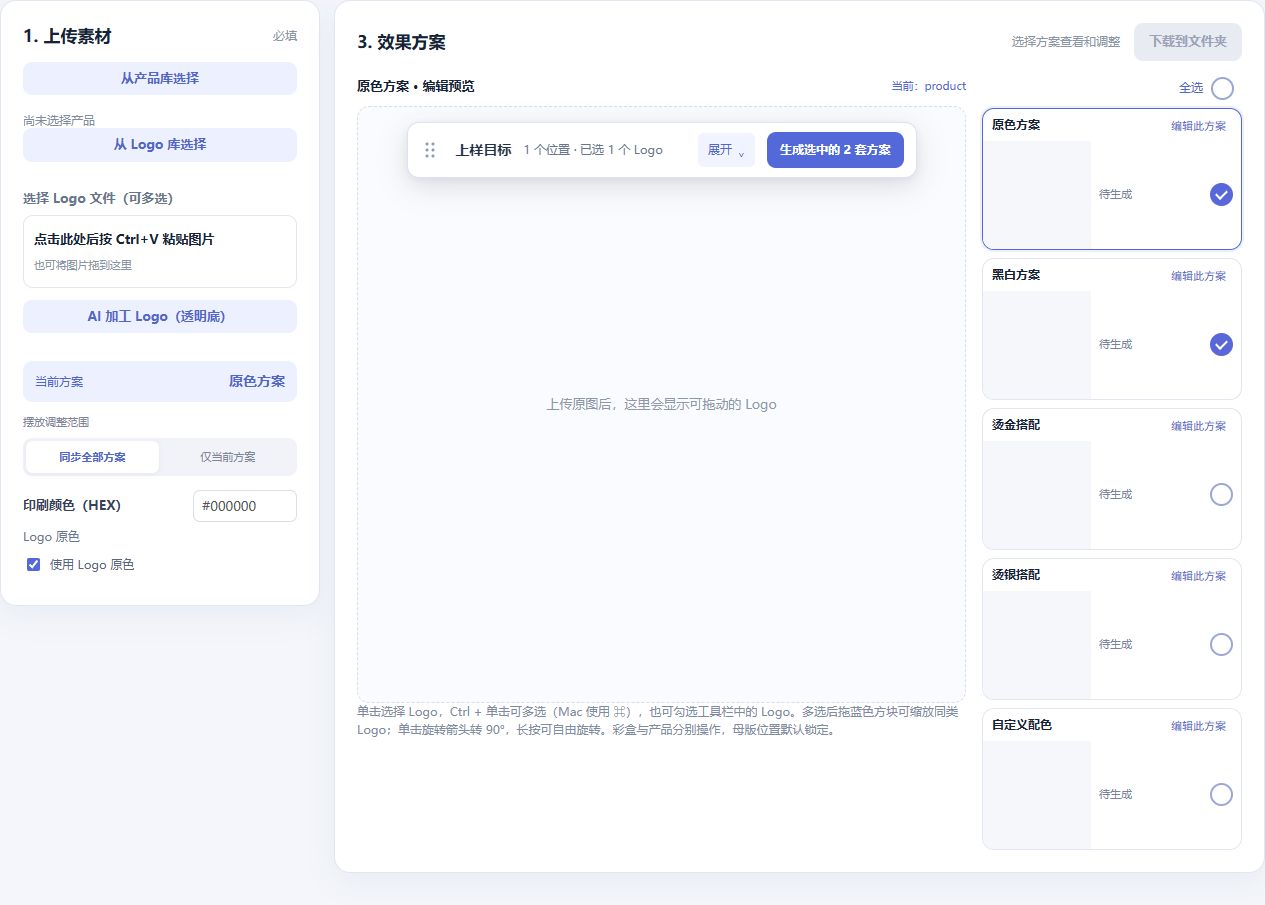 1. 上传素材
必填
从产品库选择
尚未选择产品
从 Logo 库选择
选择 Logo 文件（可多选）
点击此处后按 Ctrl+V 粘贴图片
也可将图片拖到这里
AI 加工 Logo（透明底）
当前方案
原色方案
摆放调整范围
同步全部方案
仅当前方案
印刷颜色（HEX）
#000000
Logo 原色
使用 Logo 原色
3. 效果方案
选择方案查看和调整
下载到文件夹
原色方案 • 编辑预览
当前：product
全选
上样目标
1 个位置 · 已选 1 个 Logo
展开
生成选中的 2 套方案
上传原图后，这里会显示可拖动的 Logo
单击选择 Logo，Ctrl + 单击可多选（Mac 使用 ⌘），也可勾选工具栏中的 Logo。多选后拖蓝色方块可缩放同类
Logo；单击旋转箭头转 90°，长按可自由旋转。彩盒与产品分别操作，母版位置默认锁定。
原色方案
编辑此方案
待生成
黑白方案
编辑此方案
待生成
烫金搭配
编辑此方案
待生成
烫银搭配
编辑此方案
待生成
自定义配色
编辑此方案
待生成